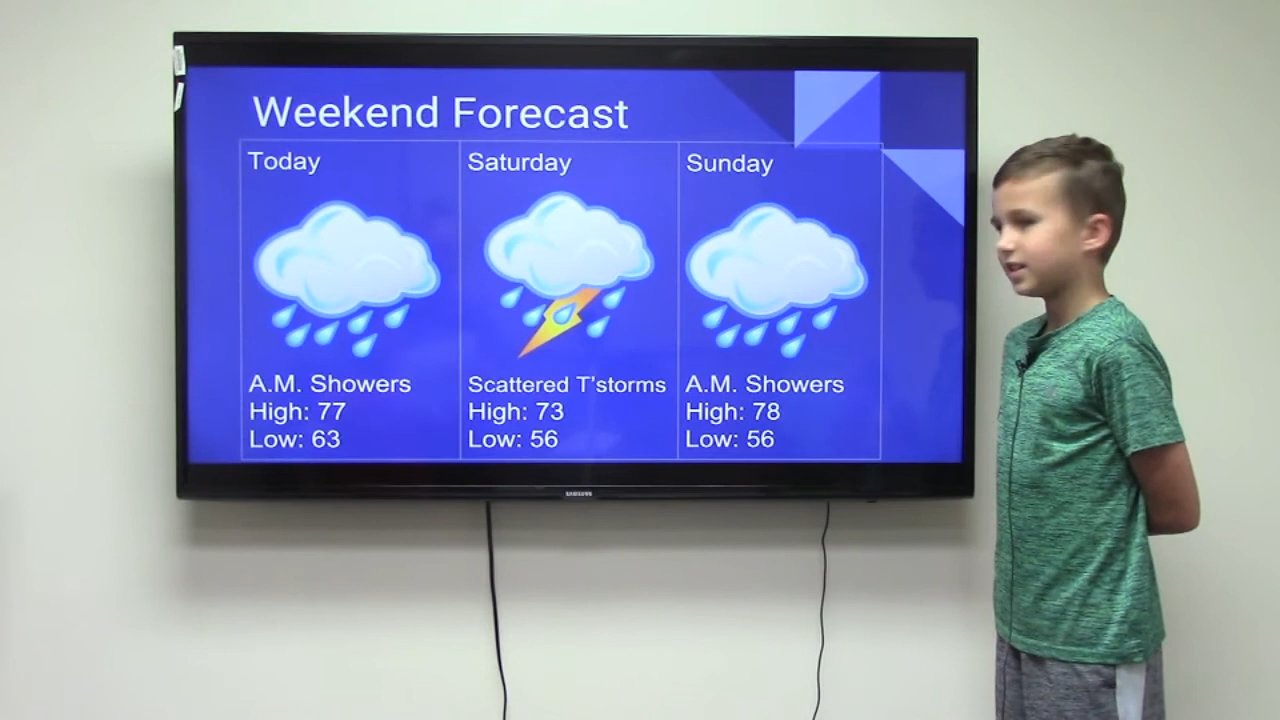 Weekend Forecast
Today
A.M. Showers
High: 77
Low: 63
Saturday
Scattered T'storms
High: 73
Low: 56
Sunday
A.M. Showers
High: 78
Low: 56
SAMSUNG